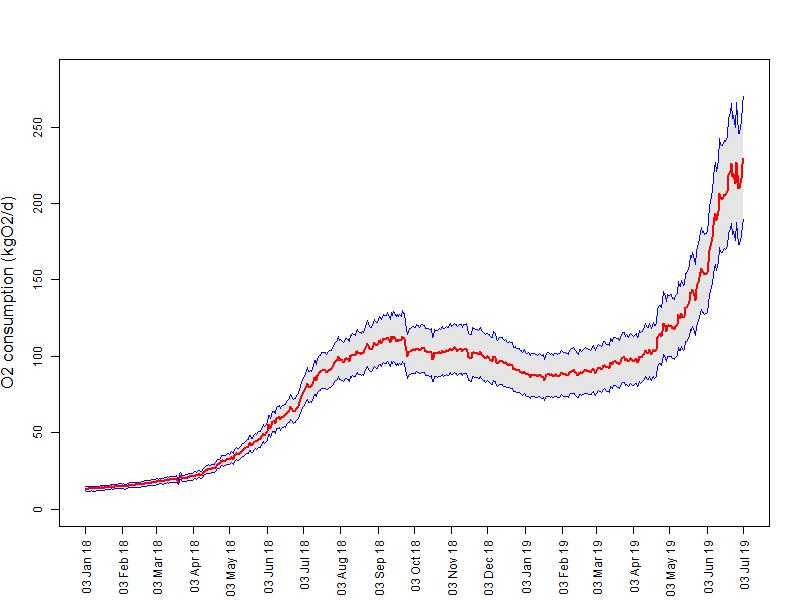 O2 consumption (kgO2/d)
250
200
150
100
50
0
03 Jan 18
03 Feb 18
03 Mar 18
03 Apr 18
03 May 18
03 Jun 18
03 Jul 18
03 Aug 18
03 Sep 18
03 Oct 18
03 Nov 18
03 Dec 18
03 Jan 19
03 Feb 19
03 Mar 19
03 Apr 19
03 May 19
03 Jun 19
03 Jul 19